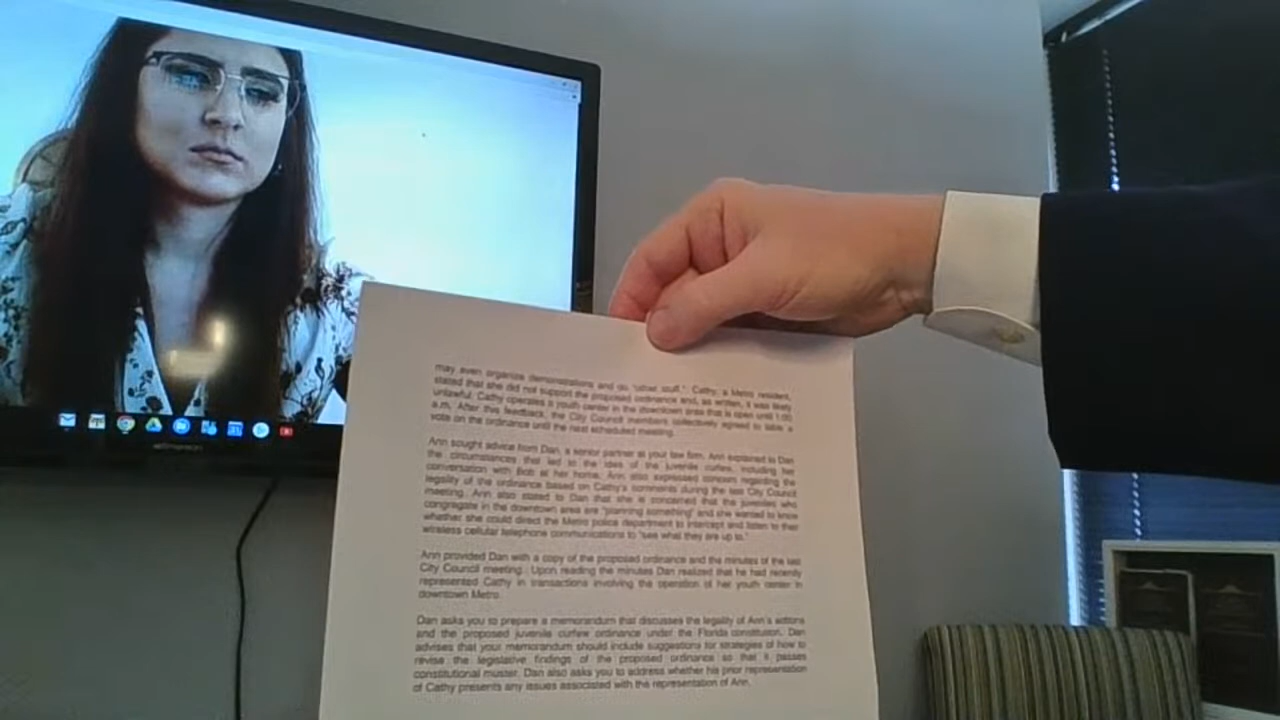 may even organize demonstrations and do "other stuff." Cathy, a Metro resident,
stated that she did not support the proposed ordinance and, as written, it was likely
unlawful. Cathy operates a youth center in the downtown area that is open until 1:00
a.m. After this feedback, the City Council members collectively agreed to table a
vote on the ordinance until the next scheduled meeting.
Ann sought advice from Dan, a senior partner at your law firm. Ann explained to Dan
the circumstances that led to the idea of the juvenile curfew, including her
conversation with Bob at her home. Ann also expressed concern regarding the
legality of the ordinance based on Cathy's comments during the last City Council
meeting. Ann also stated to Dan that she is concerned that the juveniles who
congregate in the downtown area are "planning something" and she wanted to know
whether she could direct the Metro police department to intercept and listen to their
wireless cellular telephone communications to "see what they are up to."
Ann provided Dan with a copy of the proposed ordinance and the minutes of the last
City Council meeting. Upon reading the minutes Dan realized that he had recently
represented Cathy in transactions involving the operation of her youth center in
downtown Metro.
Dan asks you to prepare a memorandum that discusses the legality of Ann's actions
and the proposed juvenile curfew ordinance under the Florida constitution. Dan
advises that your memorandum should include suggestions for strategies of how to
revise the legislative findings of the proposed ordinance so that it passes
constitutional muster. Dan also asks you to address whether his prior representation
of Cathy presents any issues associated with the representation of Ann.